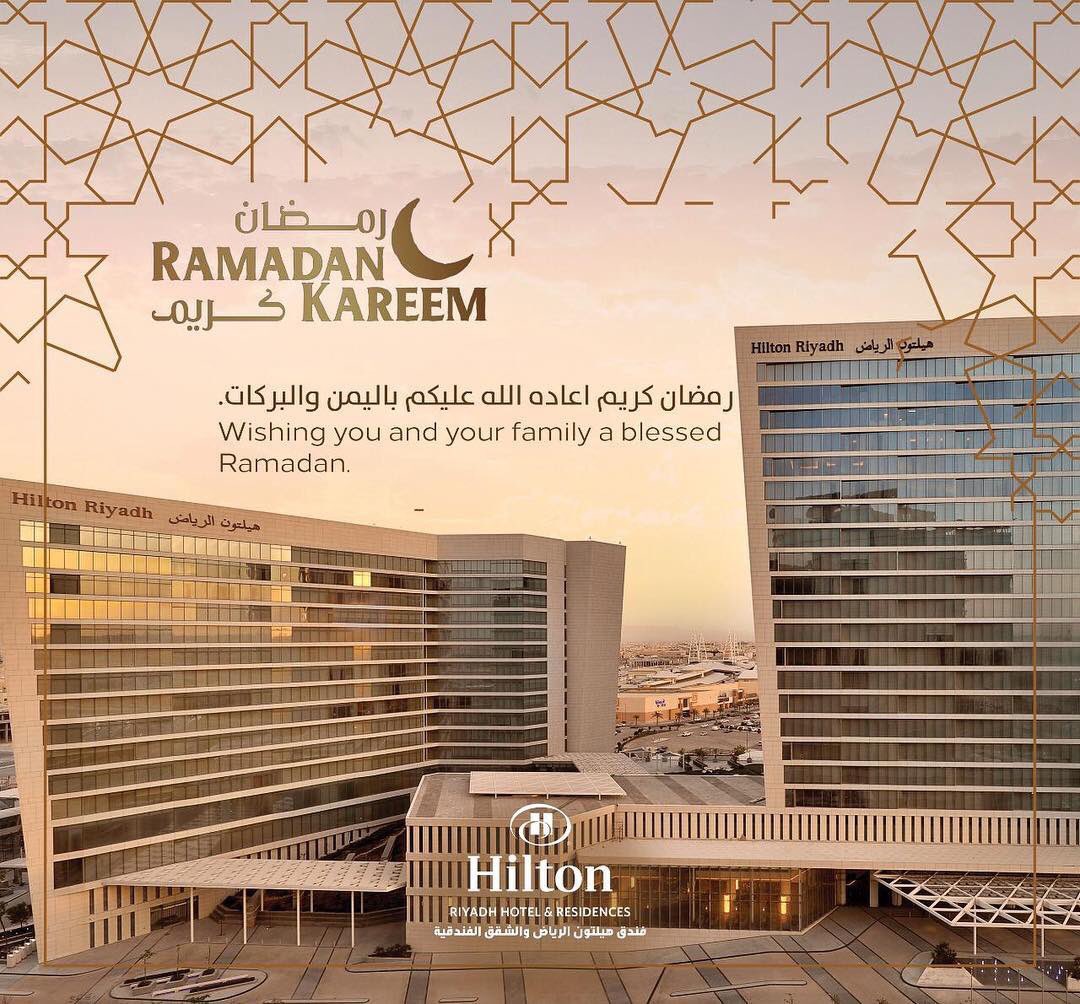 رمضان
RAMADAN
كريم KAREEM
رمضان كريم اعاده الله عليكم باليمن والبركات.
Wishing you and your family a blessed
Ramadan.
Hilton Riyadh هيلتون الرياض
Hilton Riyadh هيلتون الرياض
Hilton
RIYADH HOTEL & RESIDENCES
فندق هيلتون الرياض والشقق الفندقية